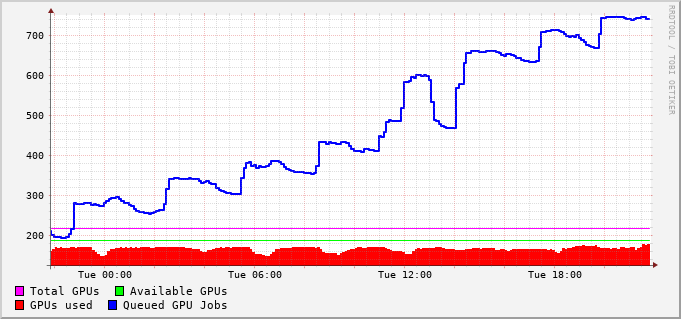 RRDTOOL / TOBI OETIKER
700
600
500
400
300
200
Tue 00:00 Tue 06:00 Tue 12:00 Tue 18:00
Total GPUs Available GPUs
GPUs used Queued GPU Jobs